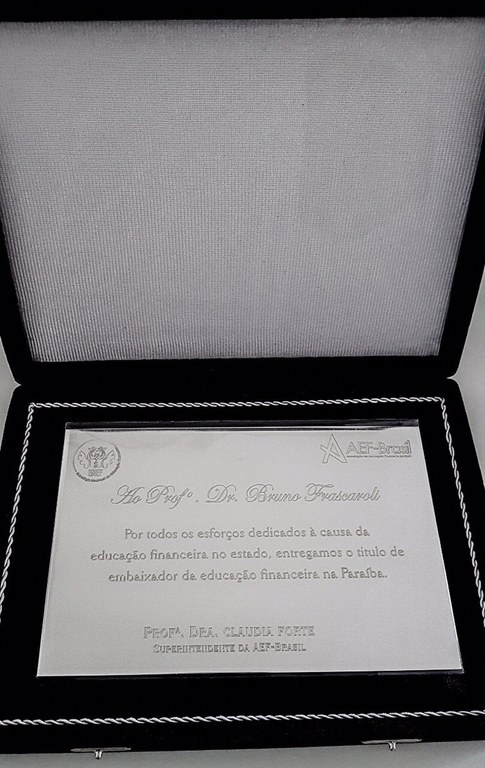 AEF-Brasil
Ao Profº. Dr. Bruno Frascaroli
Por todos os esforços dedicados à causa da
educação financeira no estado, entregamos o titulo de
embaixador da educação financeira na Paraíba.
PROFª. DRA. CLAUDIA FORTE
SUPERINTENDENTE DA AEF-BRASIL